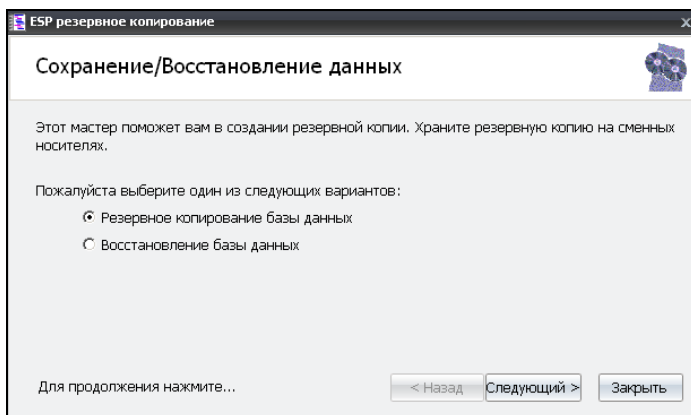 ESP резервное копирование
Сохранение/Восстановление данных
Этот мастер поможет вам в создании резервной копии. Храните резервную копию на сменных
носителях.
Пожалуйста выберите один из следующих вариантов:
Резервное копирование базы данных
Восстановление базы данных
Для продолжения нажмите... < Назад Следующий > Закрыть